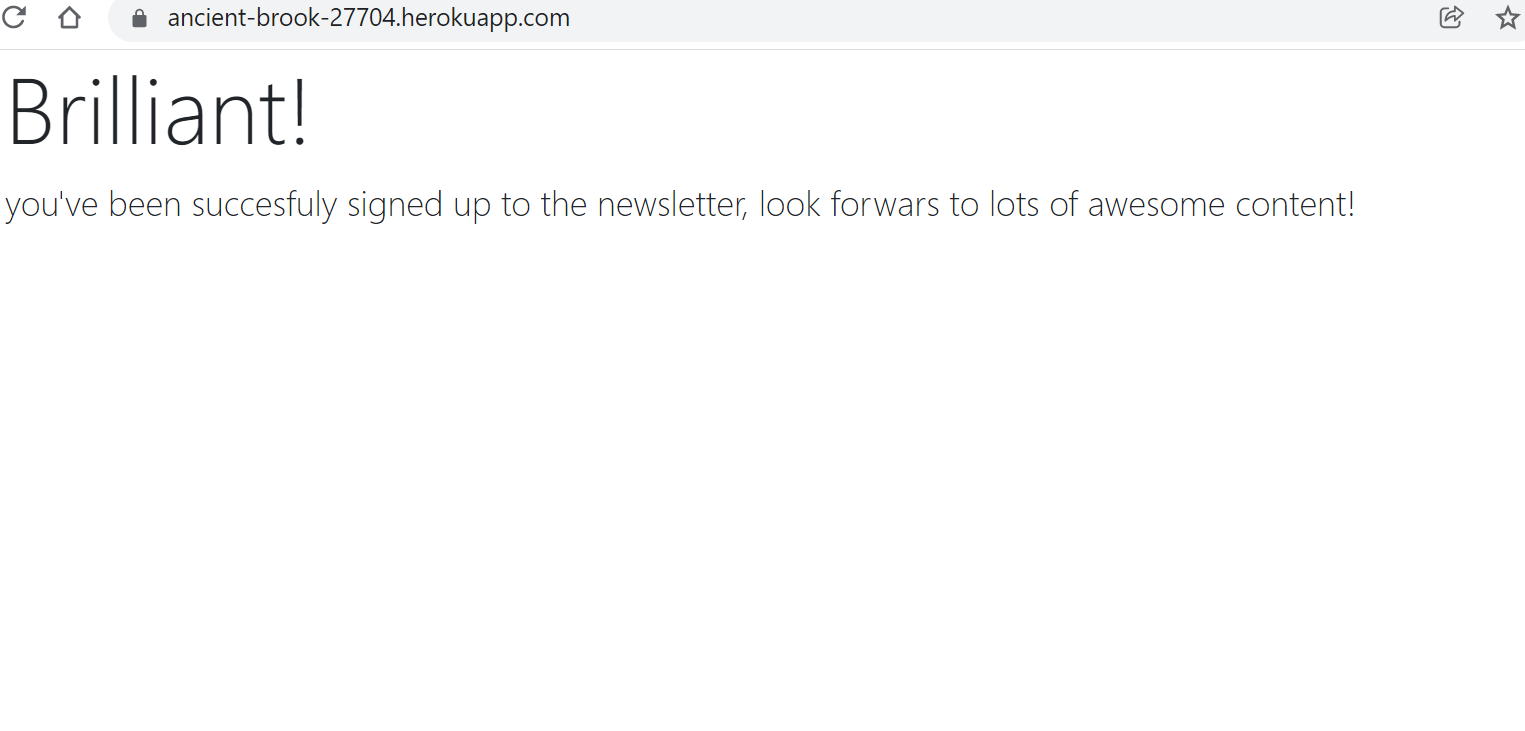 ancient-brook-27704.herokuapp.com
Brilliant!
you've been succesfuly signed up to the newsletter, look forwars to lots of awesome content!